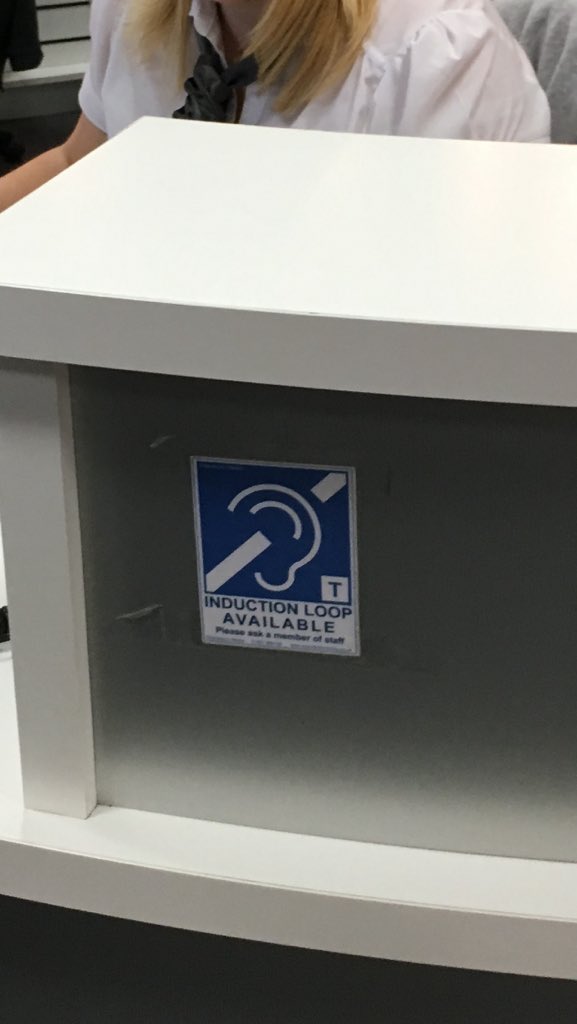 T
INDUCTION LOOP
AVAILABLE
Please ask a member of staff